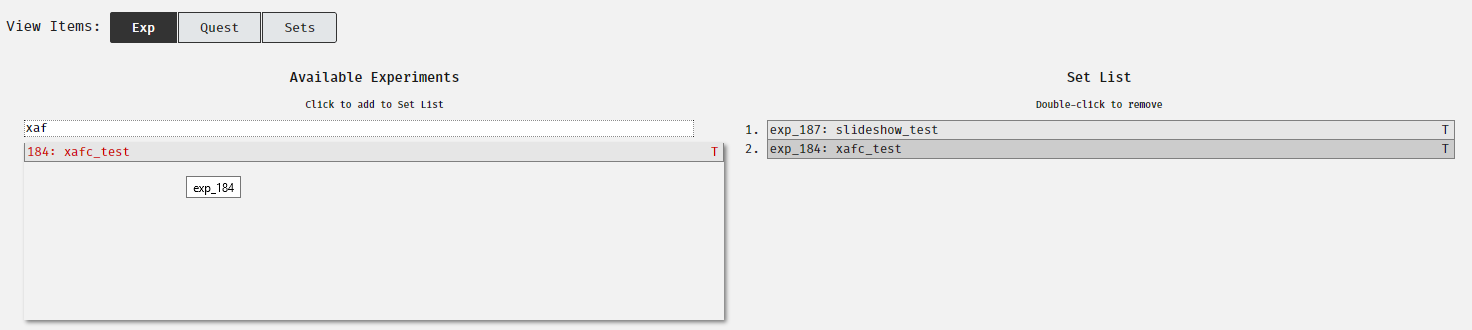 View Items: Exp Quest Sets
Available Experiments
Click to add to Set List
xaf
184: xafc_test T
exp_184
Set List
Double-click to remove
1. exp_187: slideshow_test T
2. exp_184: xafc_test T